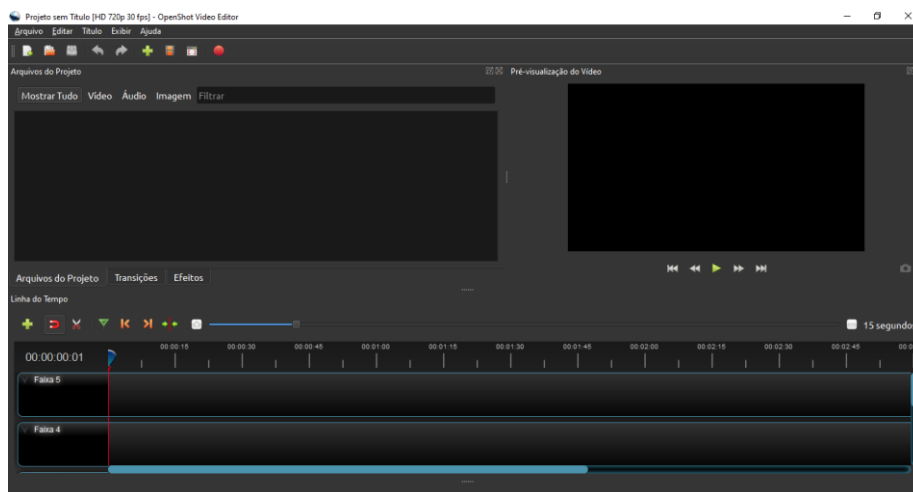 Projeto sem Título [HD 720p 30 fps] - OpenShot Video Editor
Arquivo Editar Título Exibir Ajuda
Arquivos do Projeto
Pré-visualização do Vídeo
Mostrar Tudo Vídeo Áudio Imagem Filtrar
Arquivos do Projeto Transições Efeitos
Linha do Tempo
15 segundo
00:00:00:01
00:00:15 00:00:30 00:00:45 00:01:00 00:01:15 00:01:30 00:01:45 00:02:00 00:02:15 00:02:30 00:02:45 00:0
Faixa 5
Faixa 4